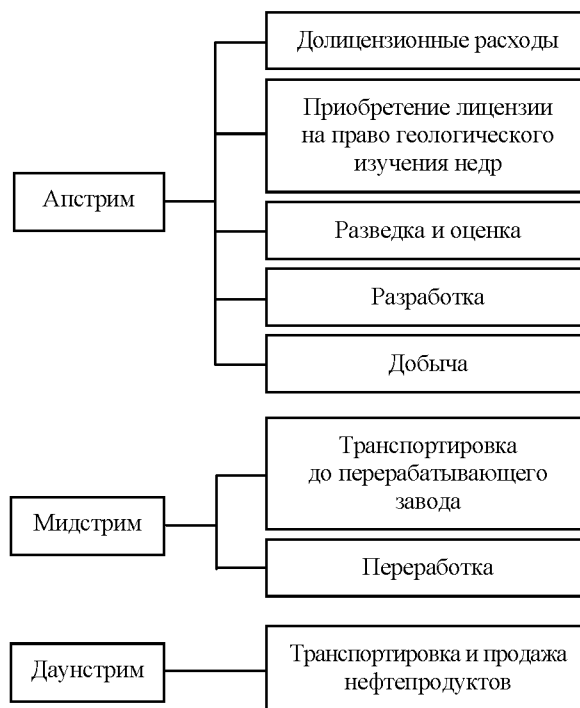 Апстрим
Долицензионные расходы
Приобретение лицензии
на право геологического
изучения недр
Разведка и оценка
Разработка
Добыча
Мидстрим
Транспортировка
до перерабатывающего
завода
Переработка
Даунстрим
Транспортировка и продажа
нефтепродуктов